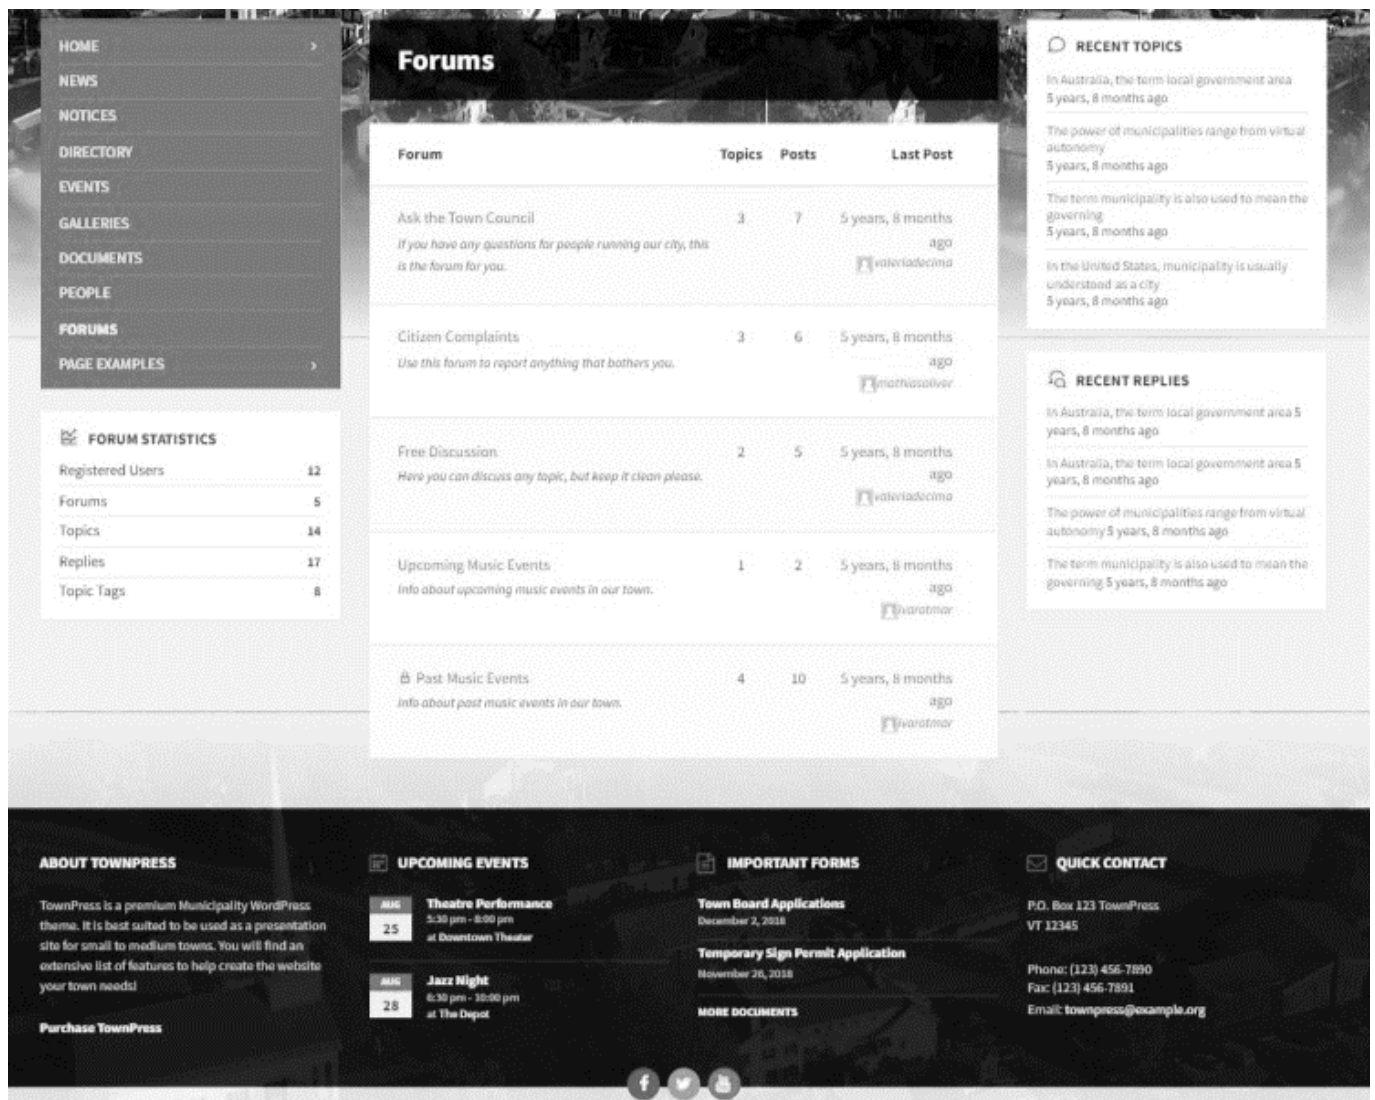 HOME
NEWS
NOTICES
DIRECTORY
EVENTS
GALLERIES
DOCUMENTS
PEOPLE
FORUMS
PAGE EXAMPLES
FORUM STATISTICS
Registered Users 12
Forums 5
Topics 14
Replies 17
Topic Tags 8
Forums
Forum Topics Posts Last Post
Ask the Town Council 3 7 5 years, 8 months
ago
If you have any questions for people running our city, this
is the forum for you.
valeriadecima
Citizen Complaints 3 6 5 years, 8 months
ago
Use this forum to report anything that bothers you.
mathiasoliver
Free Discussion 2 5 5 years, 8 months
ago
Here you can discuss any topic, but keep it clean please.
valeriadecima
Upcoming Music Events 1 2 5 years, 8 months
ago
Info about upcoming music events in our town.
ivarotmar
Past Music Events 4 10 5 years, 8 months
ago
Info about past music events in our town.
ivarotmar
RECENT TOPICS
In Australia, the term local government area
5 years, 8 months ago
The power of municipalities range from virtual
autonomy
5 years, 8 months ago
The term municipality is also used to mean the
governing
5 years, 8 months ago
In the United States, municipality is usually
understood as a city
5 years, 8 months ago
RECENT REPLIES
In Australia, the term local government area 5
years, 8 months ago
In Australia, the term local government area 5
years, 8 months ago
The power of municipalities range from virtual
autonomy 5 years, 8 months ago
The term municipality is also used to mean the
governing 5 years, 8 months ago
ABOUT TOWNPRESS
TownPress is a premium Municipality WordPress
theme. It is best suited to be used as a presentation
site for small to medium towns. You will find an
extensive list of features to help create the website
your town needs!
Purchase TownPress
UPCOMING EVENTS
AUG
25
Theatre Performance
5:30 pm - 8:00 pm
at Downtown Theater
AUG
28
Jazz Night
6:30 pm - 10:00 pm
at The Depot
IMPORTANT FORMS
Town Board Applications
December 2, 2018
Temporary Sign Permit Application
November 26, 2018
MORE DOCUMENTS
QUICK CONTACT
P.O. Box 123 TownPress
VT 12345
Phone: (123) 456-7890
Fax: (123) 456-7891
Email: townpress@example.org